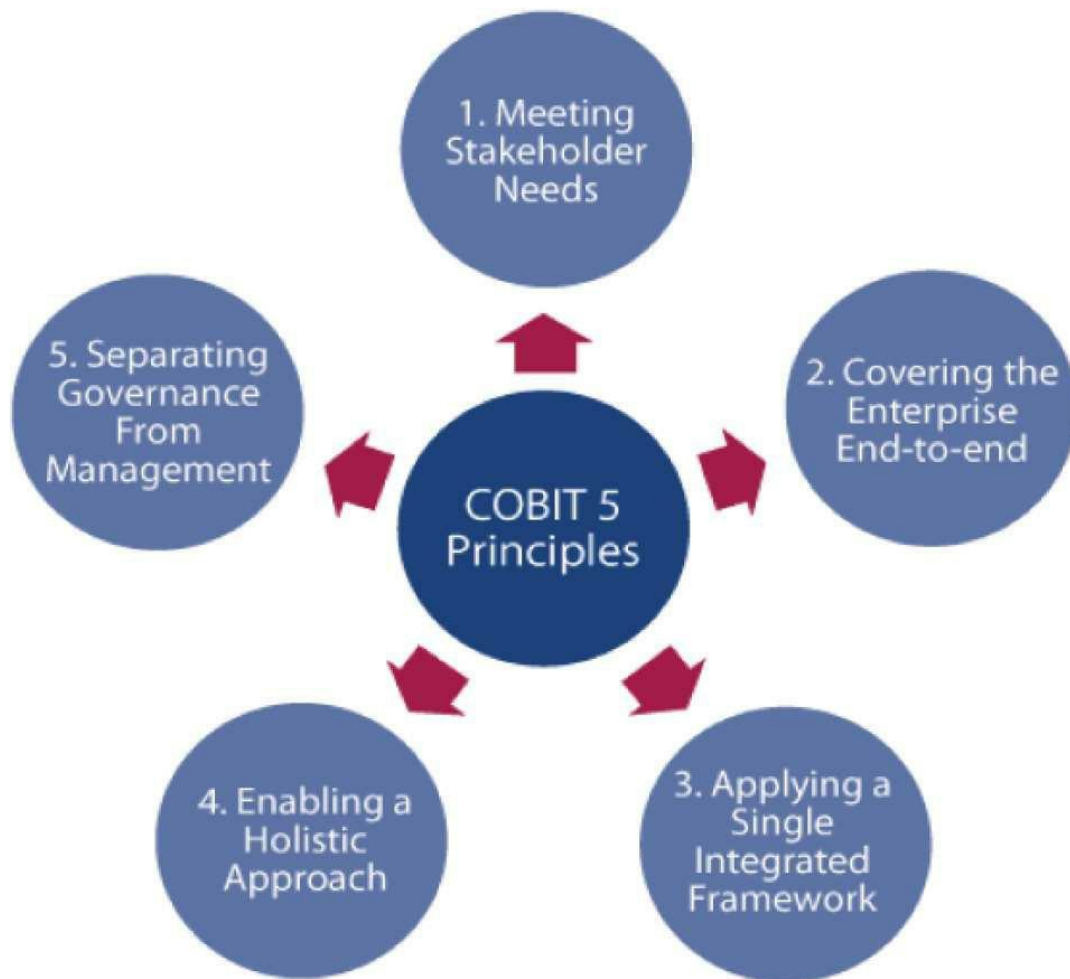 1. Meeting
Stakeholder
Needs
2. Covering the
Enterprise
End-to-end
3. Applying a
Single
Integrated
Framework
4. Enabling a
Holistic
Approach
5. Separating
Governance
From
Management
COBIT 5
Principles